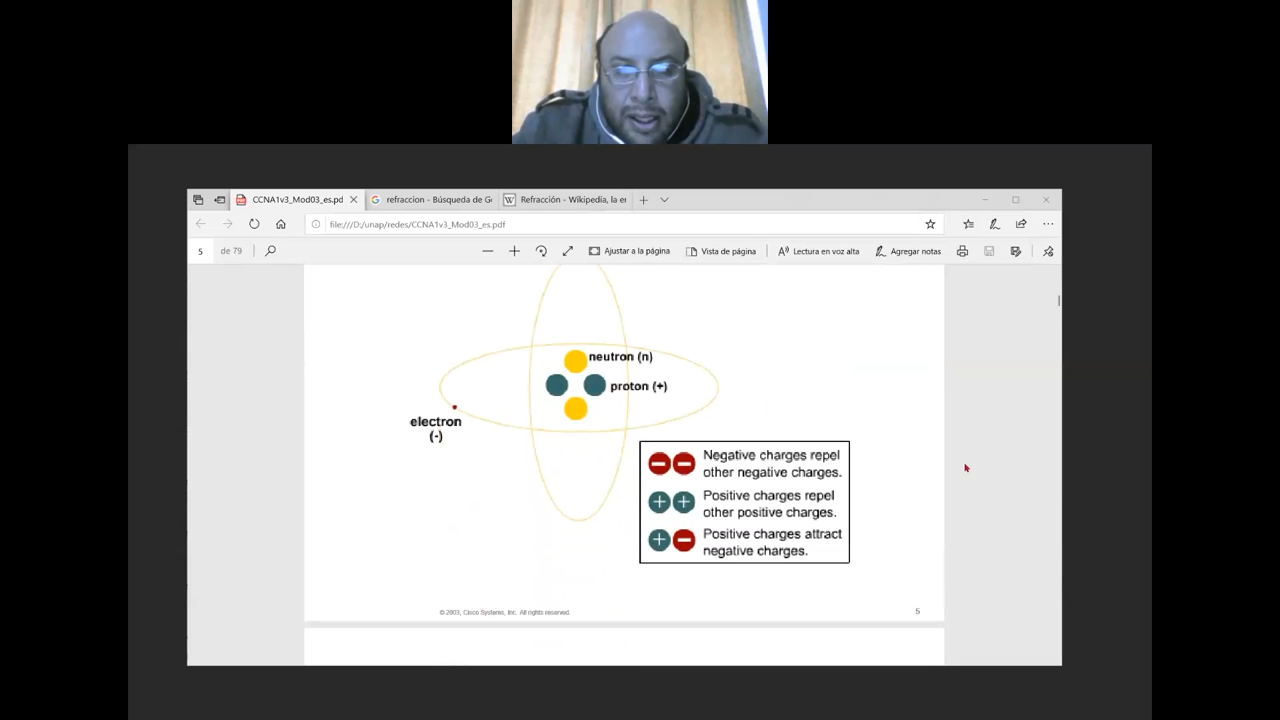 CCNA1v3_Mod03_es.pd
refraccion - Búsqueda de G
Refracción - Wikipedia, la e
file:///D:/unap/redes/CCNA1v3_Mod03_es.pdf
5 de 79
Ajustar a la página
Vista de página
Lectura en voz alta
Agregar notas
neutron (n)
proton (+)
electron
(-)
Negative charges repel
other negative charges.
Positive charges repel
other positive charges.
Positive charges attract
negative charges.
© 2003, Cisco Systems, Inc. All rights reserved.
5